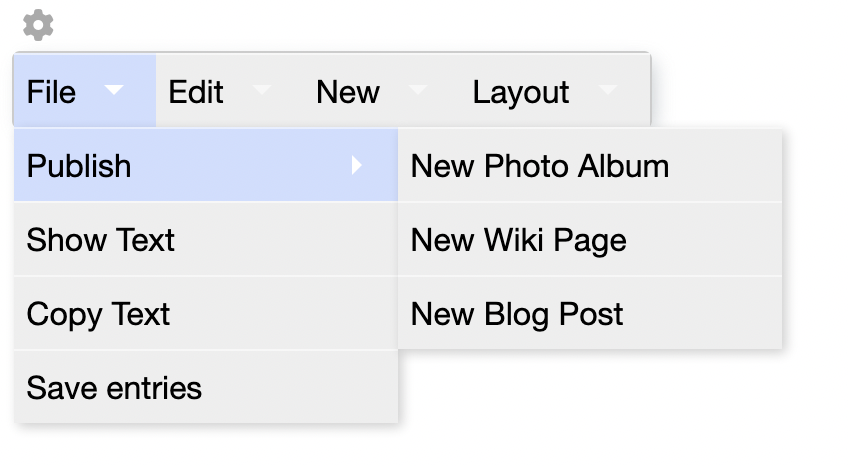 File Edit New Layout
Publish
New Photo Album
Show Text
New Wiki Page
Copy Text
New Blog Post
Save entries